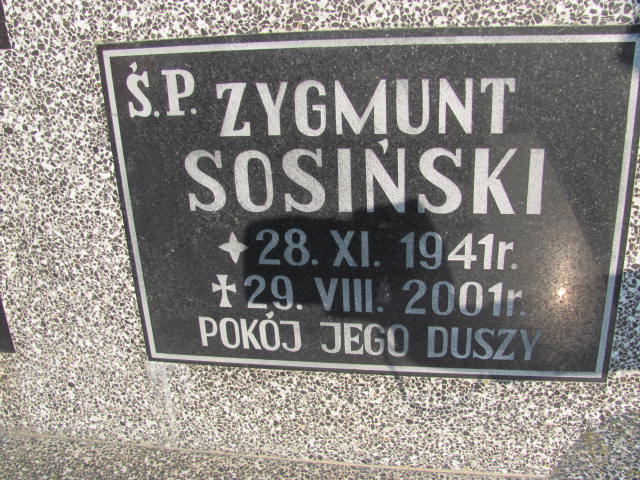 Ś.P. ZYGMUNT
SOSIŃSKI
✦ 28. XI. 1941r.
✝ 29. VIII. 2001r.
POKÓJ JEGO DUSZY